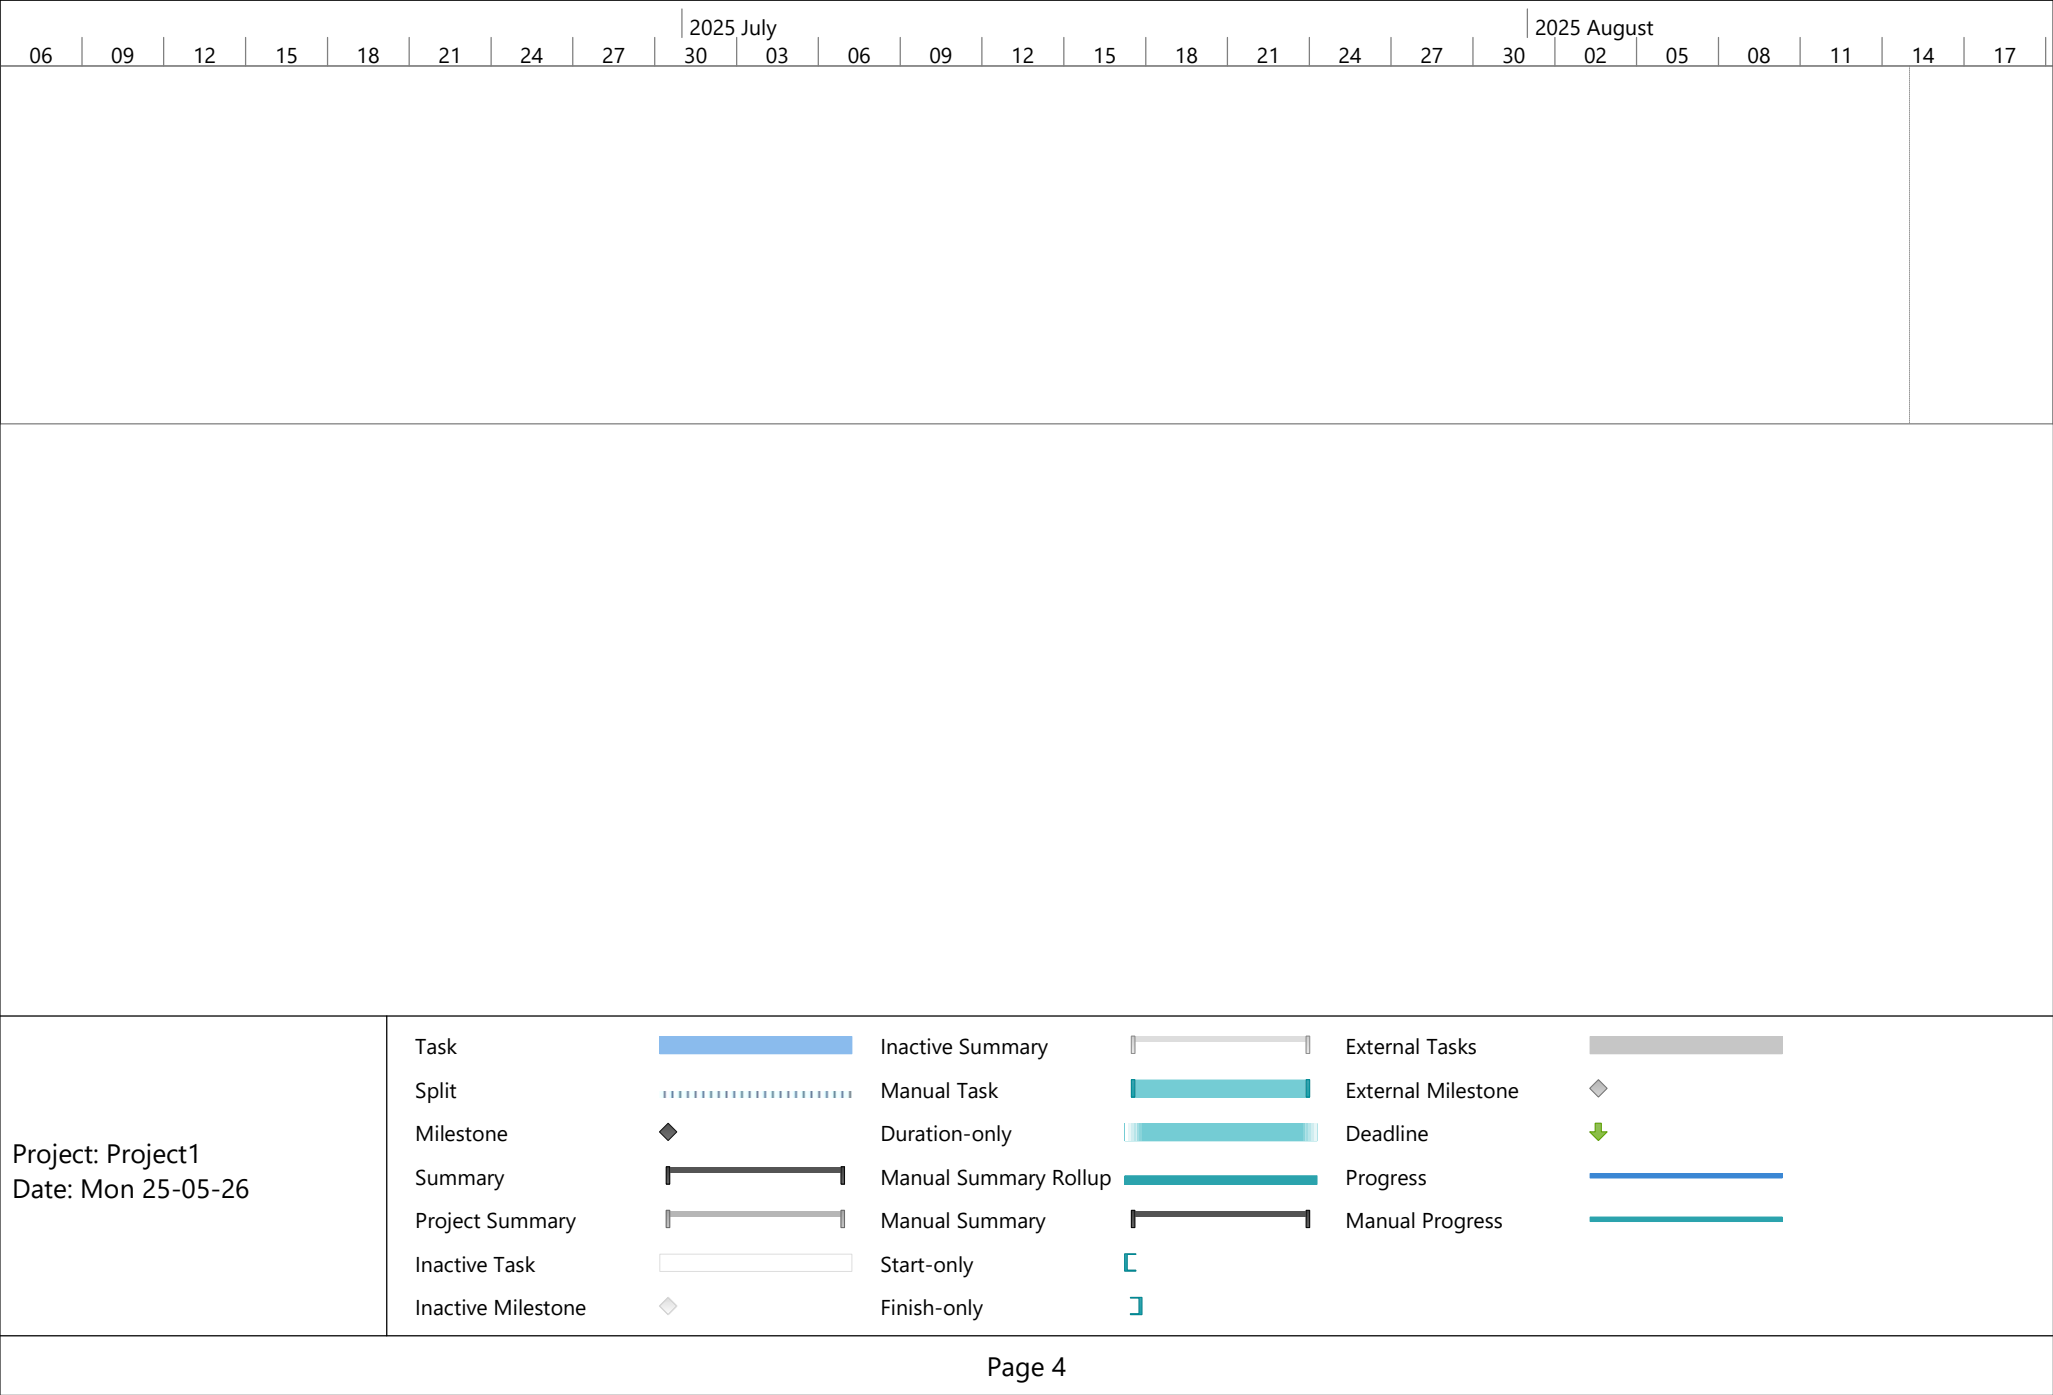 2025 July 2025 August
06 09 12 15 18 21 24 27 30 03 06 09 12 15 18 21 24 27 30 02 05 08 11 14 17
Project: Project1
Date: Mon 25-05-26
Task
Split
Milestone
Summary
Project Summary
Inactive Task
Inactive Milestone
Inactive Summary
Manual Task
Duration-only
Manual Summary Rollup
Manual Summary
Start-only
Finish-only
External Tasks
External Milestone
Deadline
Progress
Manual Progress
Page 4